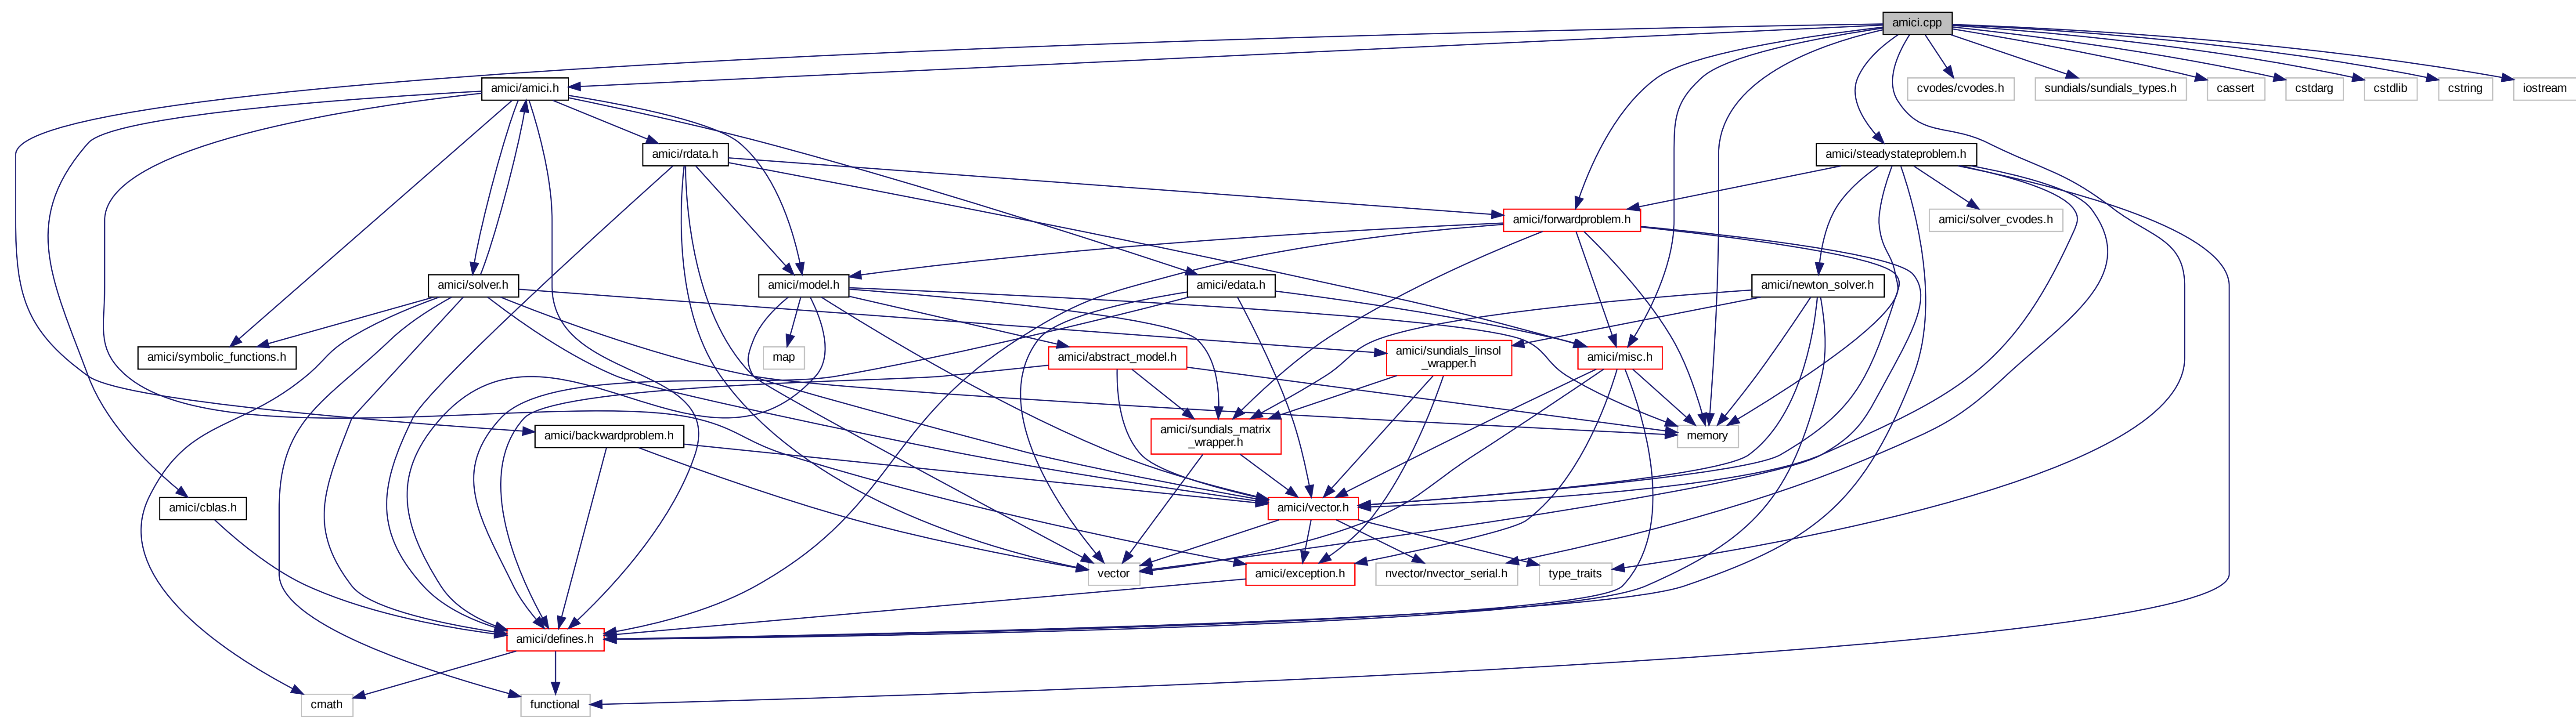 amici.cpp
amici/amici.h
cvodes/cvodes.h
sundials/sundials_types.h
cassert
cstdarg
cstdlib
cstring
iostream
amici/rdata.h
amici/steadystateproblem.h
amici/forwardproblem.h
amici/solver_cvodes.h
amici/solver.h
amici/model.h
amici/edata.h
amici/newton_solver.h
amici/symbolic_functions.h
map
amici/abstract_model.h
amici/sundials_linsol
_wrapper.h
amici/misc.h
amici/backwardproblem.h
amici/sundials_matrix
_wrapper.h
memory
amici/cblas.h
amici/vector.h
vector
amici/exception.h
nvector/nvector_serial.h
type_traits
amici/defines.h
cmath
functional